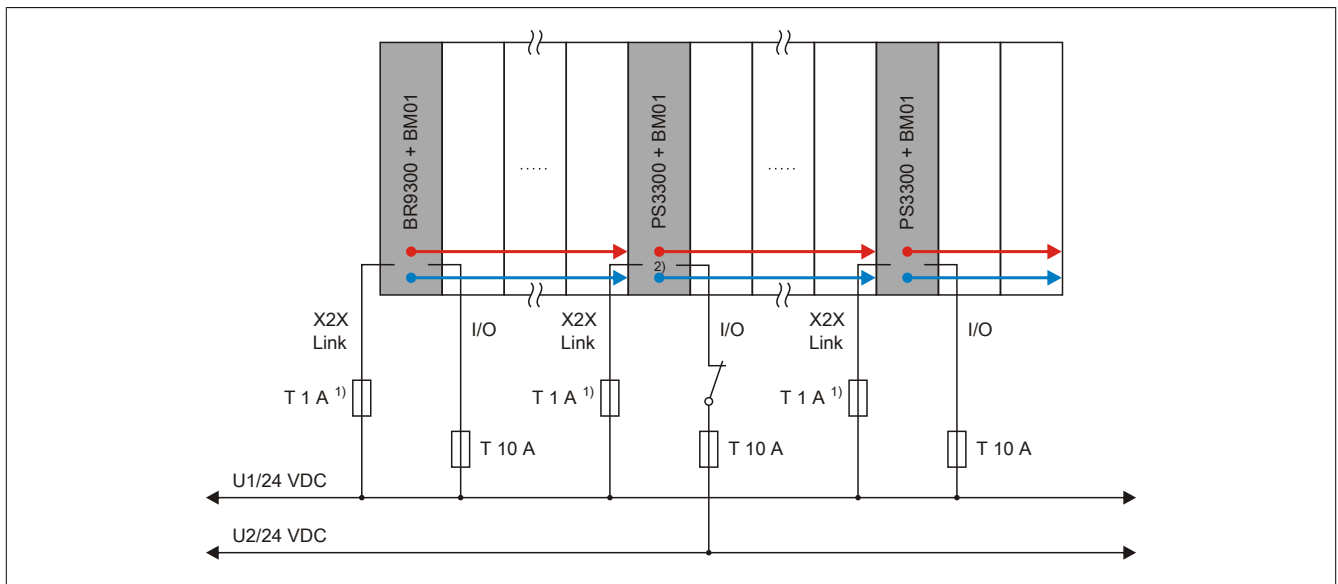 BR9300 + BM01
PS3300 + BM01
PS3300 + BM01
.....
.....
2)
X2X
Link
I/O
X2X
Link
I/O
X2X
Link
I/O
T 1 A 1)
T 1 A 1)
T 1 A 1)
T 10 A
T 10 A
T 10 A
U1/24 VDC
U2/24 VDC